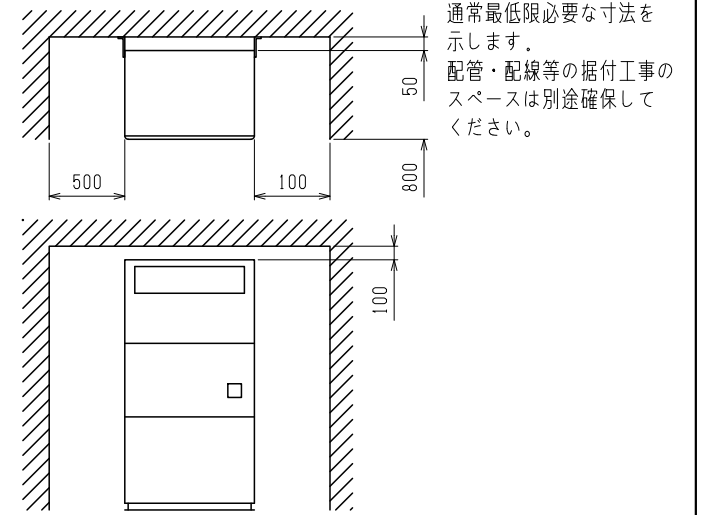 通常最低限必要な寸法を
示します.
配管・配線等の据付工事の
スペースは別途確保して
ください。
50
800
500
100
100